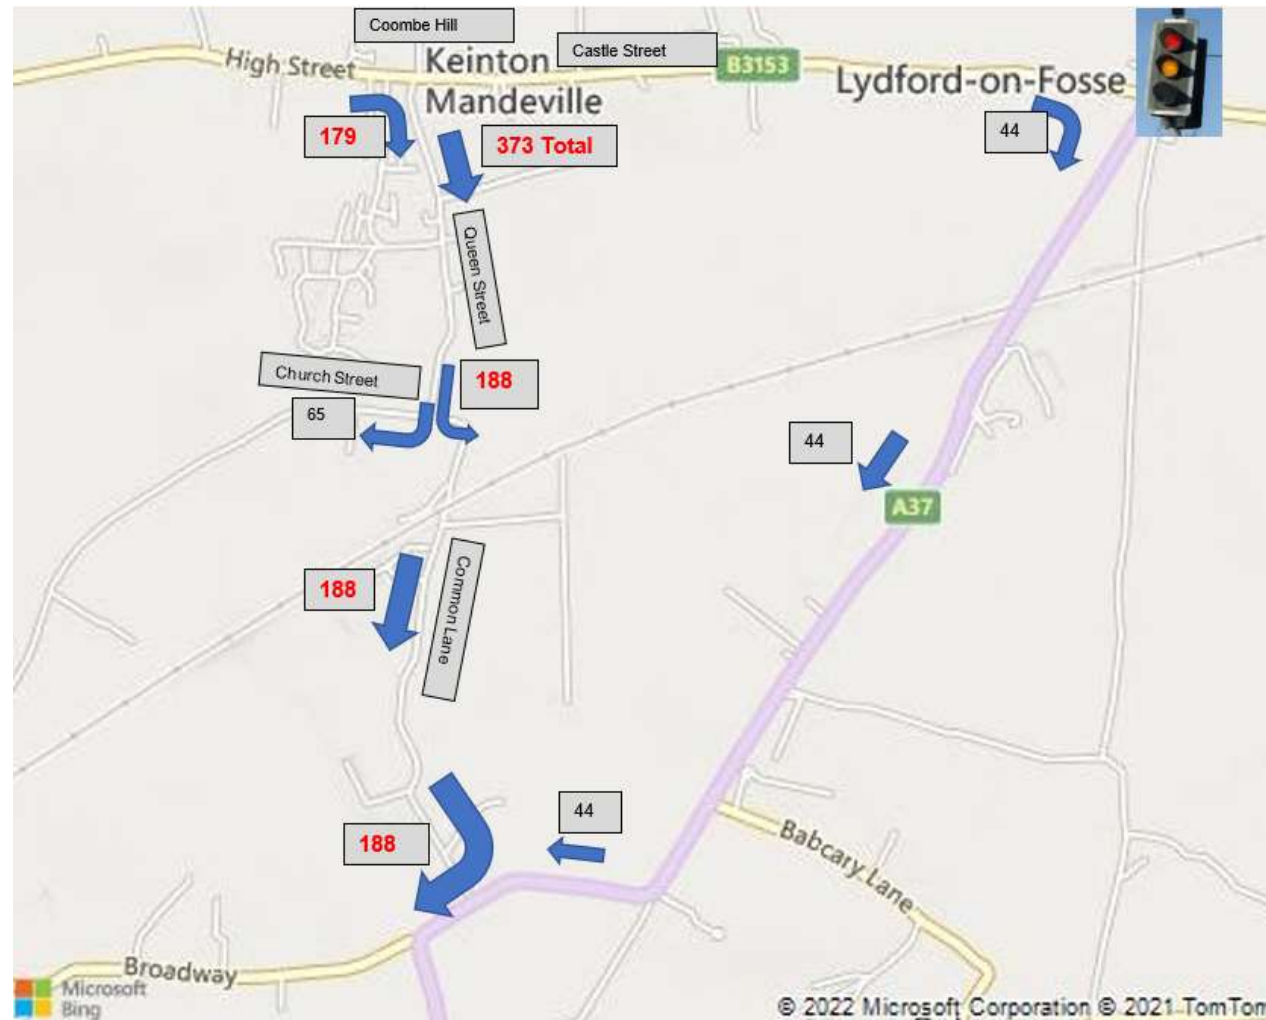 Coombe Hill
High Street
Keinton
Mandeville
Castle Street
B3153
Lydford-on-Fosse
179
373 Total
44
Queen Street
Church Street
188
65
44
A37
188
Common Lane
44
188
Babcary Lane
Broadway
Microsoft
Bing
© 2022 Microsoft Corporation © 2021 TomTom